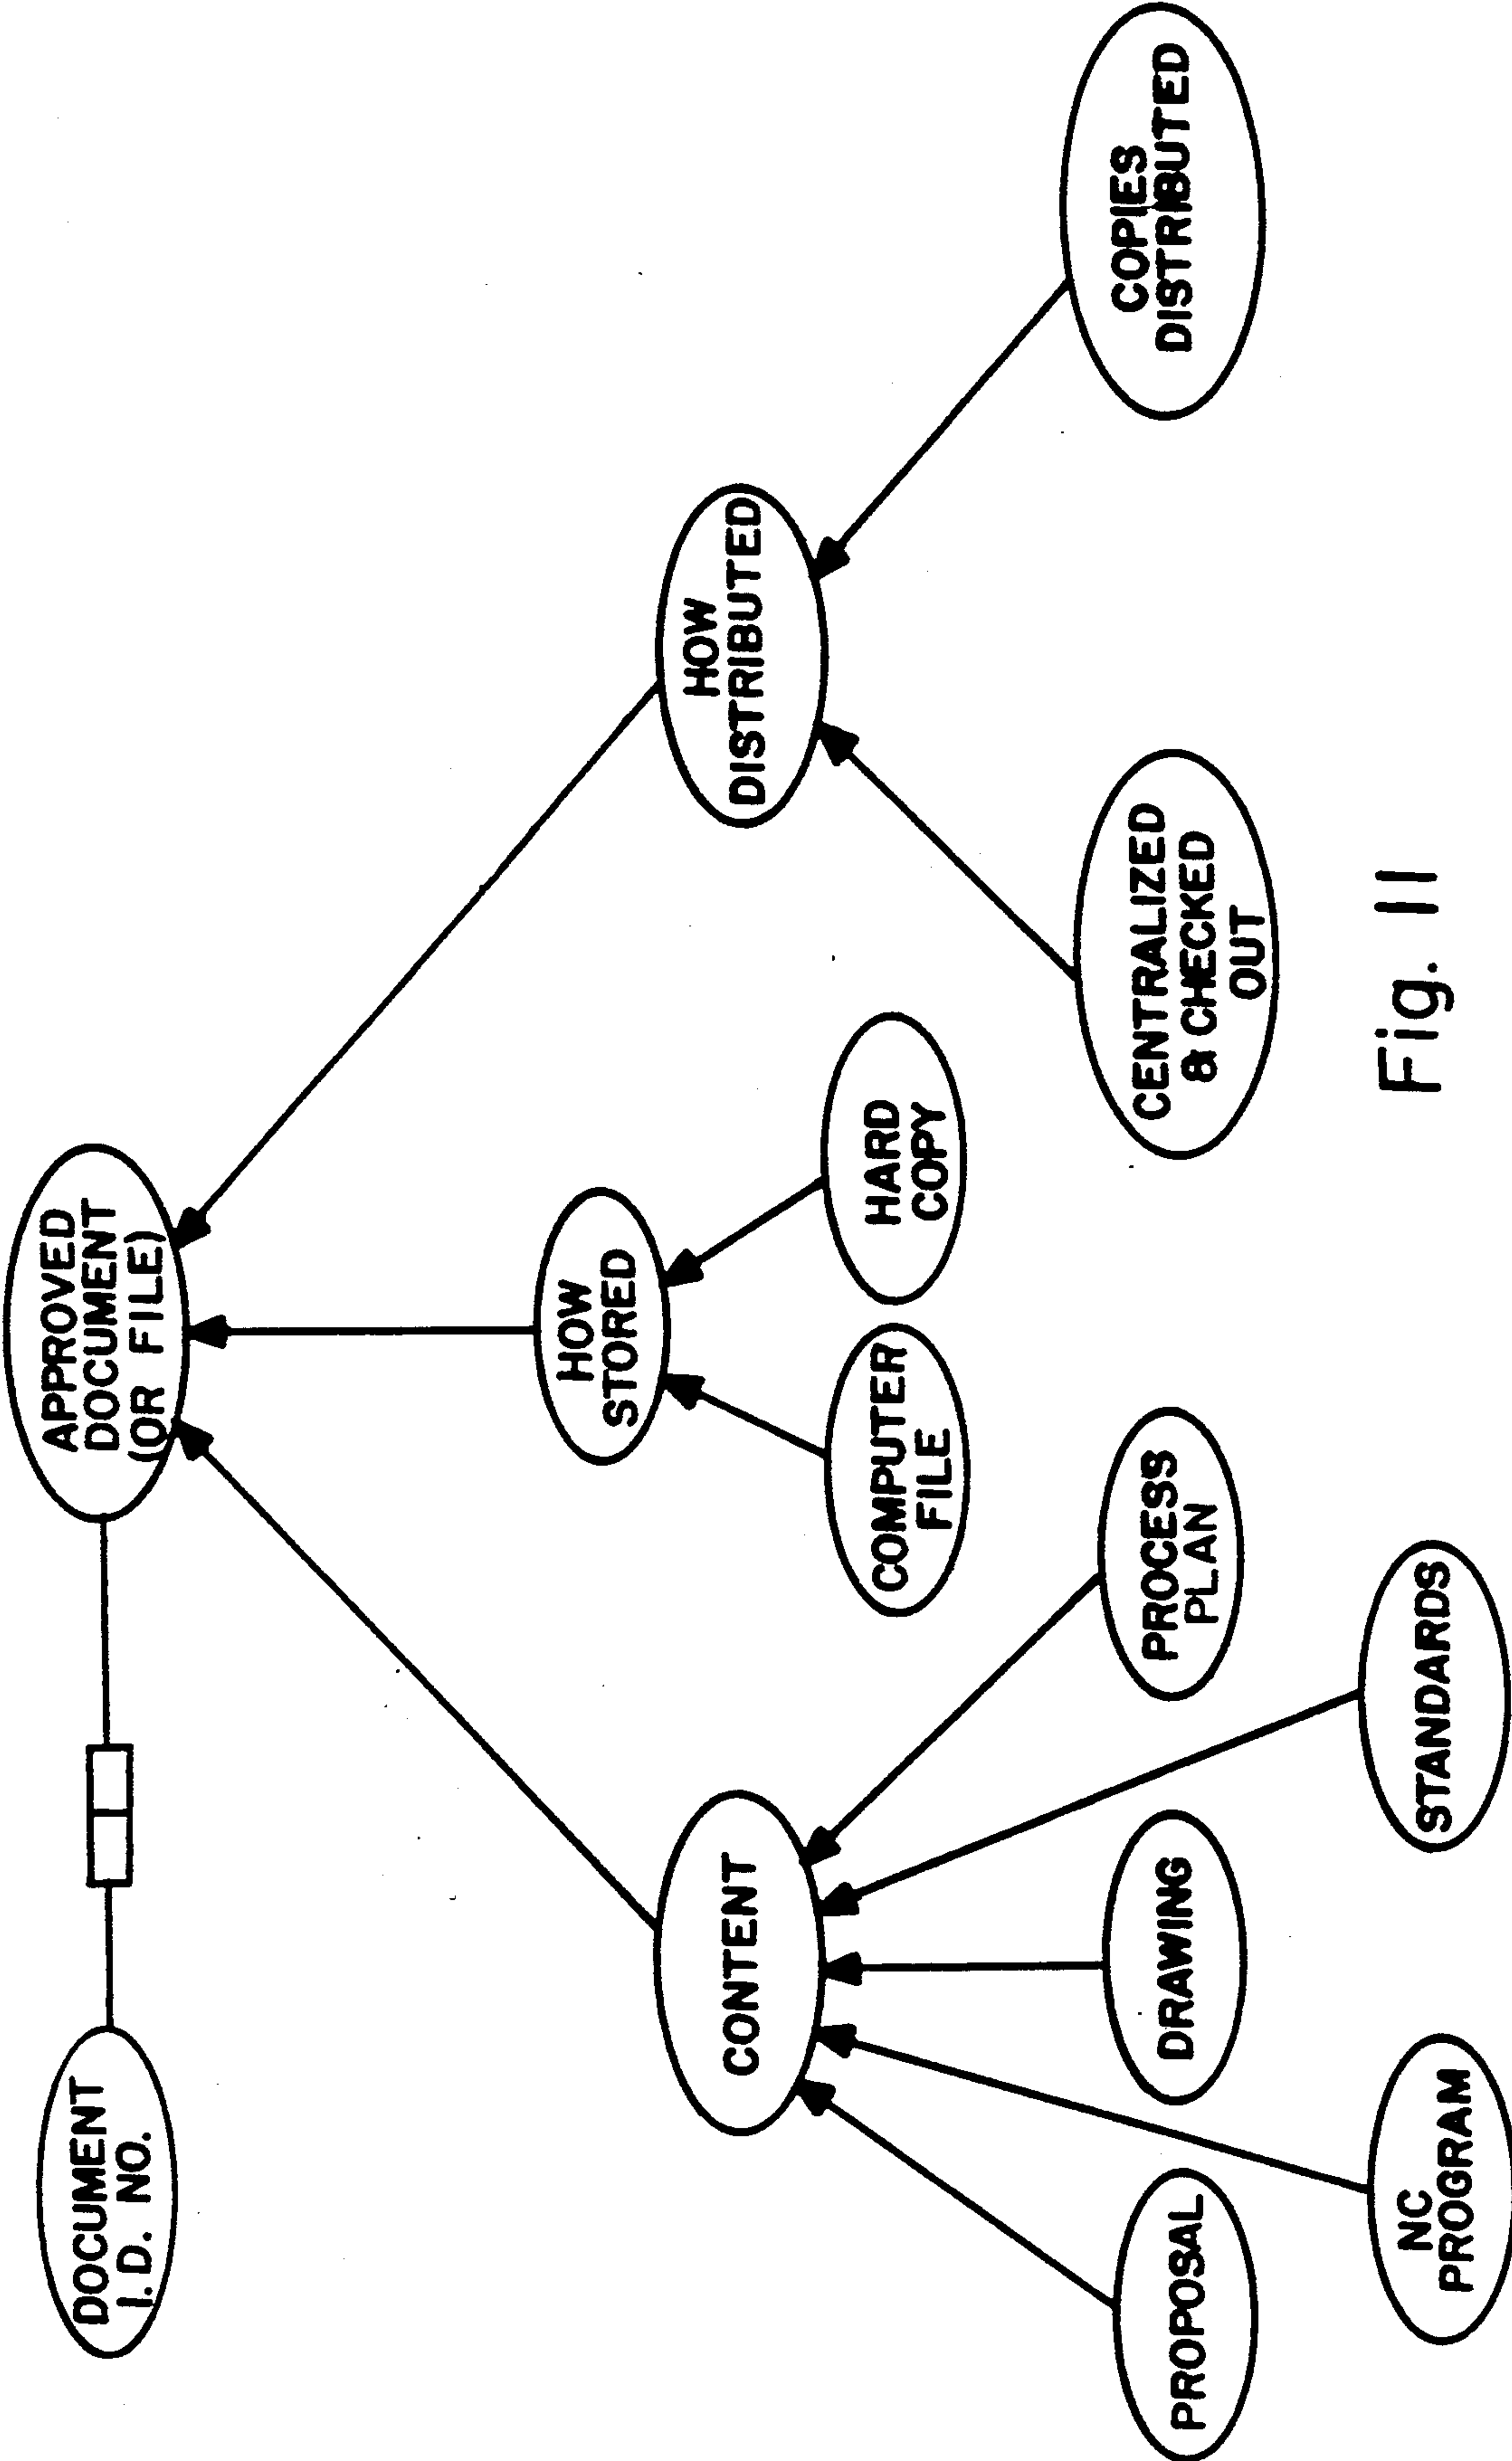 DOCUMENT
I.D. NO.
APPROVED
DOCUMENT
(OR FILE)
HOW
STORED
CONTENT
HOW
DISTRIBUTED
COMPUTER
FILE
HARD
COPY
PROPOSAL
DRAWING
PROCESS
PLAN
CENTRALIZED
& CHECKED
OUT
COPIES
DISTRIBUTED
NC
PROGRAM
STANDARDS
Fig. 11